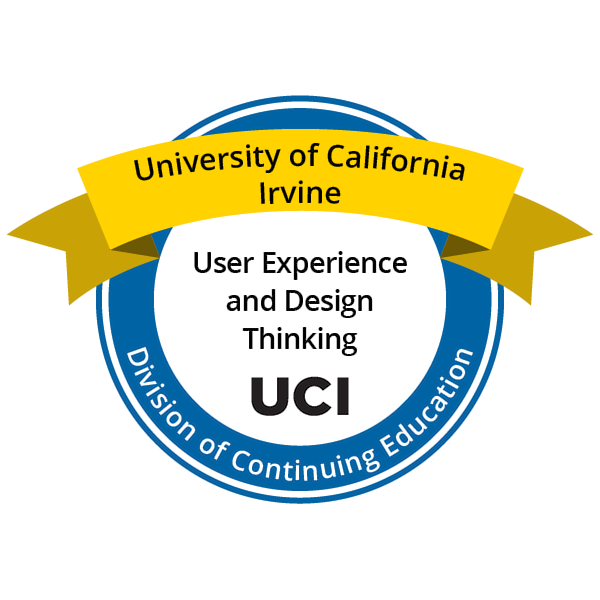 University of California
Irvine
User Experience
and Design
Thinking
UCI
Division of Continuing Education